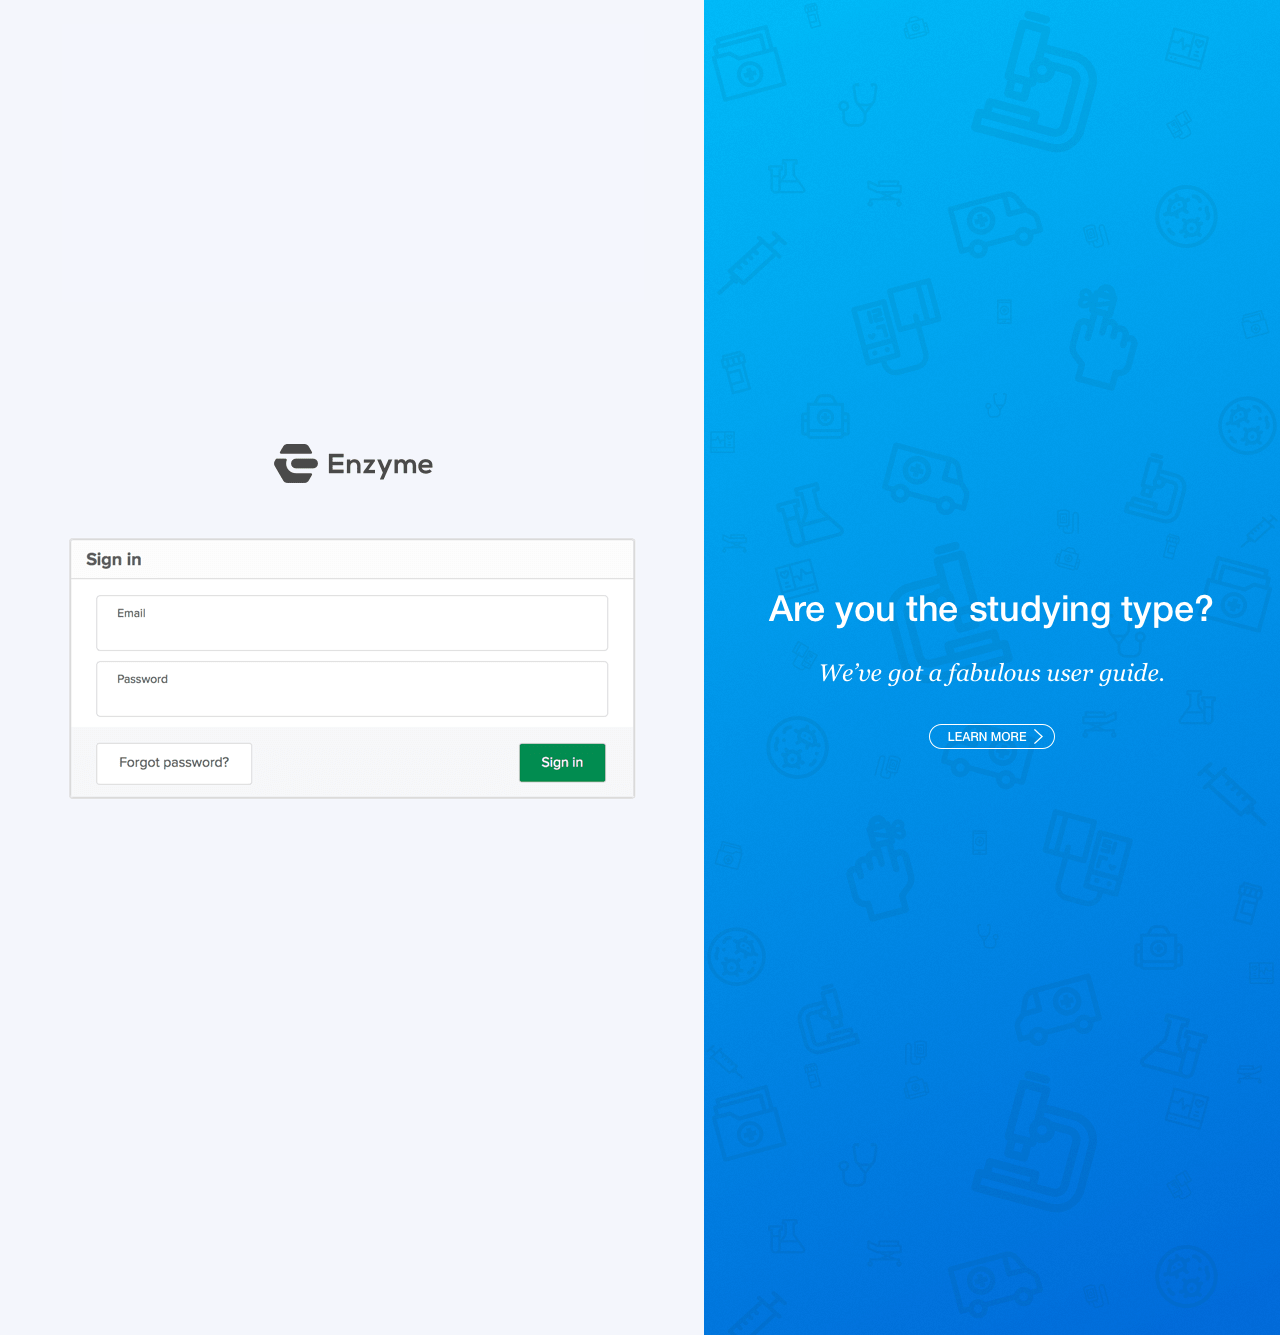 Enzyme
Sign in
Email
Password
Forgot password?
Sign in
Are you the studying type?
We’ve got a fabulous user guide.
LEARN MORE